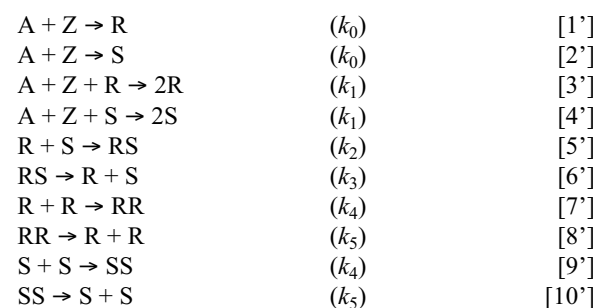 A + Z → R (k0) [1’]
A + Z → S (k0) [2’]
A + Z + R → 2R (k1) [3’]
A + Z + S → 2S (k1) [4’]
R + S → RS (k2) [5’]
RS → R + S (k3) [6’]
R + R → RR (k4) [7’]
RR → R + R (k5) [8’]
S + S → SS (k4) [9’]
SS → S + S (k5) [10’]